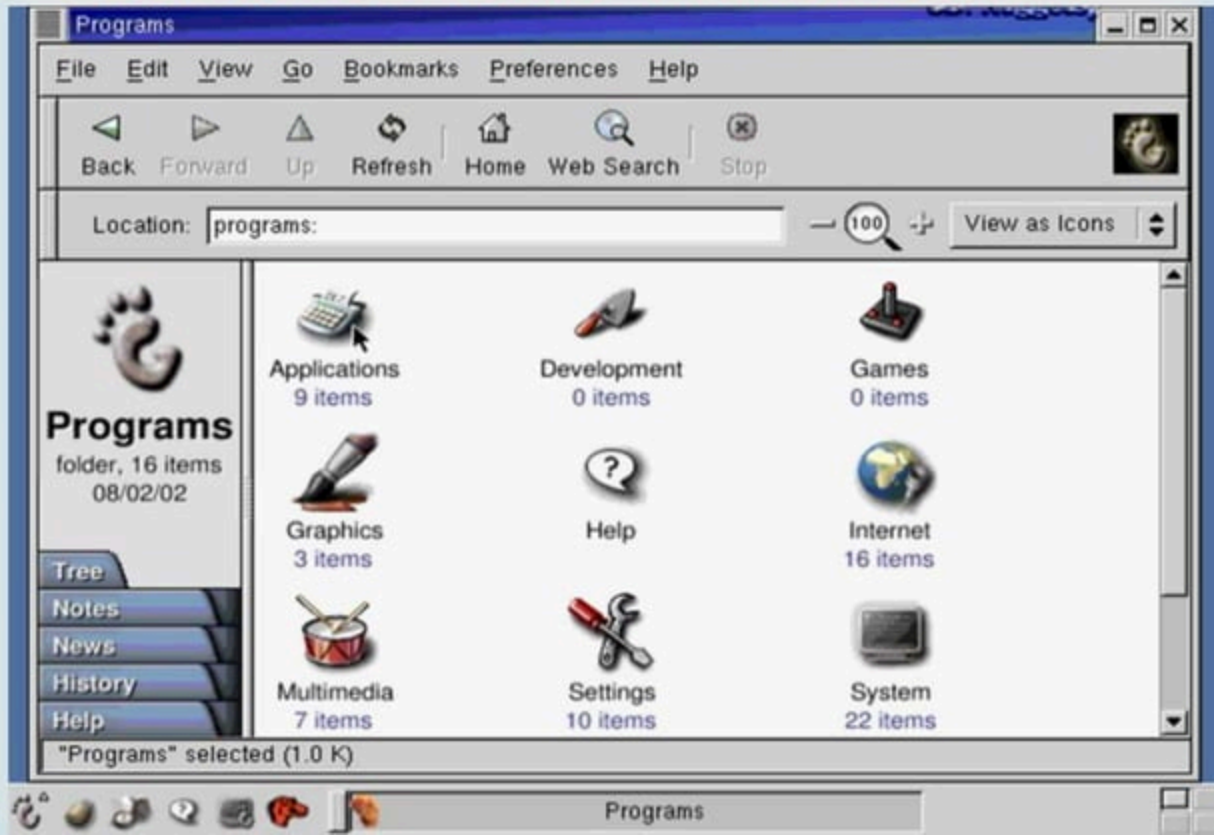 Programs
File Edit View Go Bookmarks Preferences Help
Back Forward Up Refresh Home Web Search Stop
Location: programs: 100 View as Icons
Programs
folder, 16 items
08/02/02
Tree
Notes
News
History
Help
Applications
9 items
Development
0 items
Games
0 items
Graphics
3 items
Help
Internet
16 items
Multimedia
7 items
Settings
10 items
System
22 items
"Programs" selected (1.0 K)
Programs